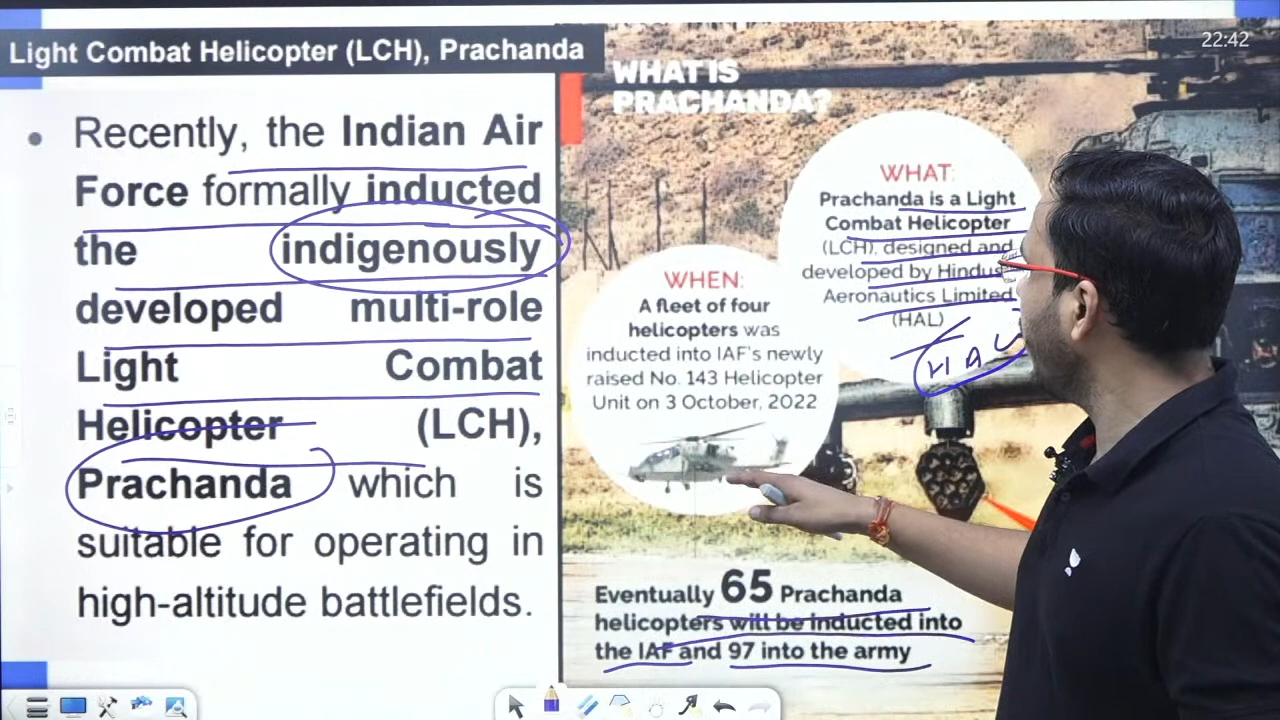 Light Combat Helicopter (LCH), Prachanda
22:42
• Recently, the Indian Air
Force formally inducted
the indigenously
developed multi-role
Light Combat
Helicopter (LCH),
Prachanda which is
suitable for operating in
high-altitude battlefields.
WHAT IS
PRACHANDA?
WHAT:
Prachanda is a Light
Combat Helicopter
(LCH), designed and
developed by
Aeronautics Limited
(HAL)
HAL
WHEN:
A fleet of four
helicopters was
inducted into IAF's newly
raised No. 143 Helicopter
Unit on 3 October, 2022
Eventually 65 Prachanda
helicopters will be inducted into
the IAF and 97 into the army